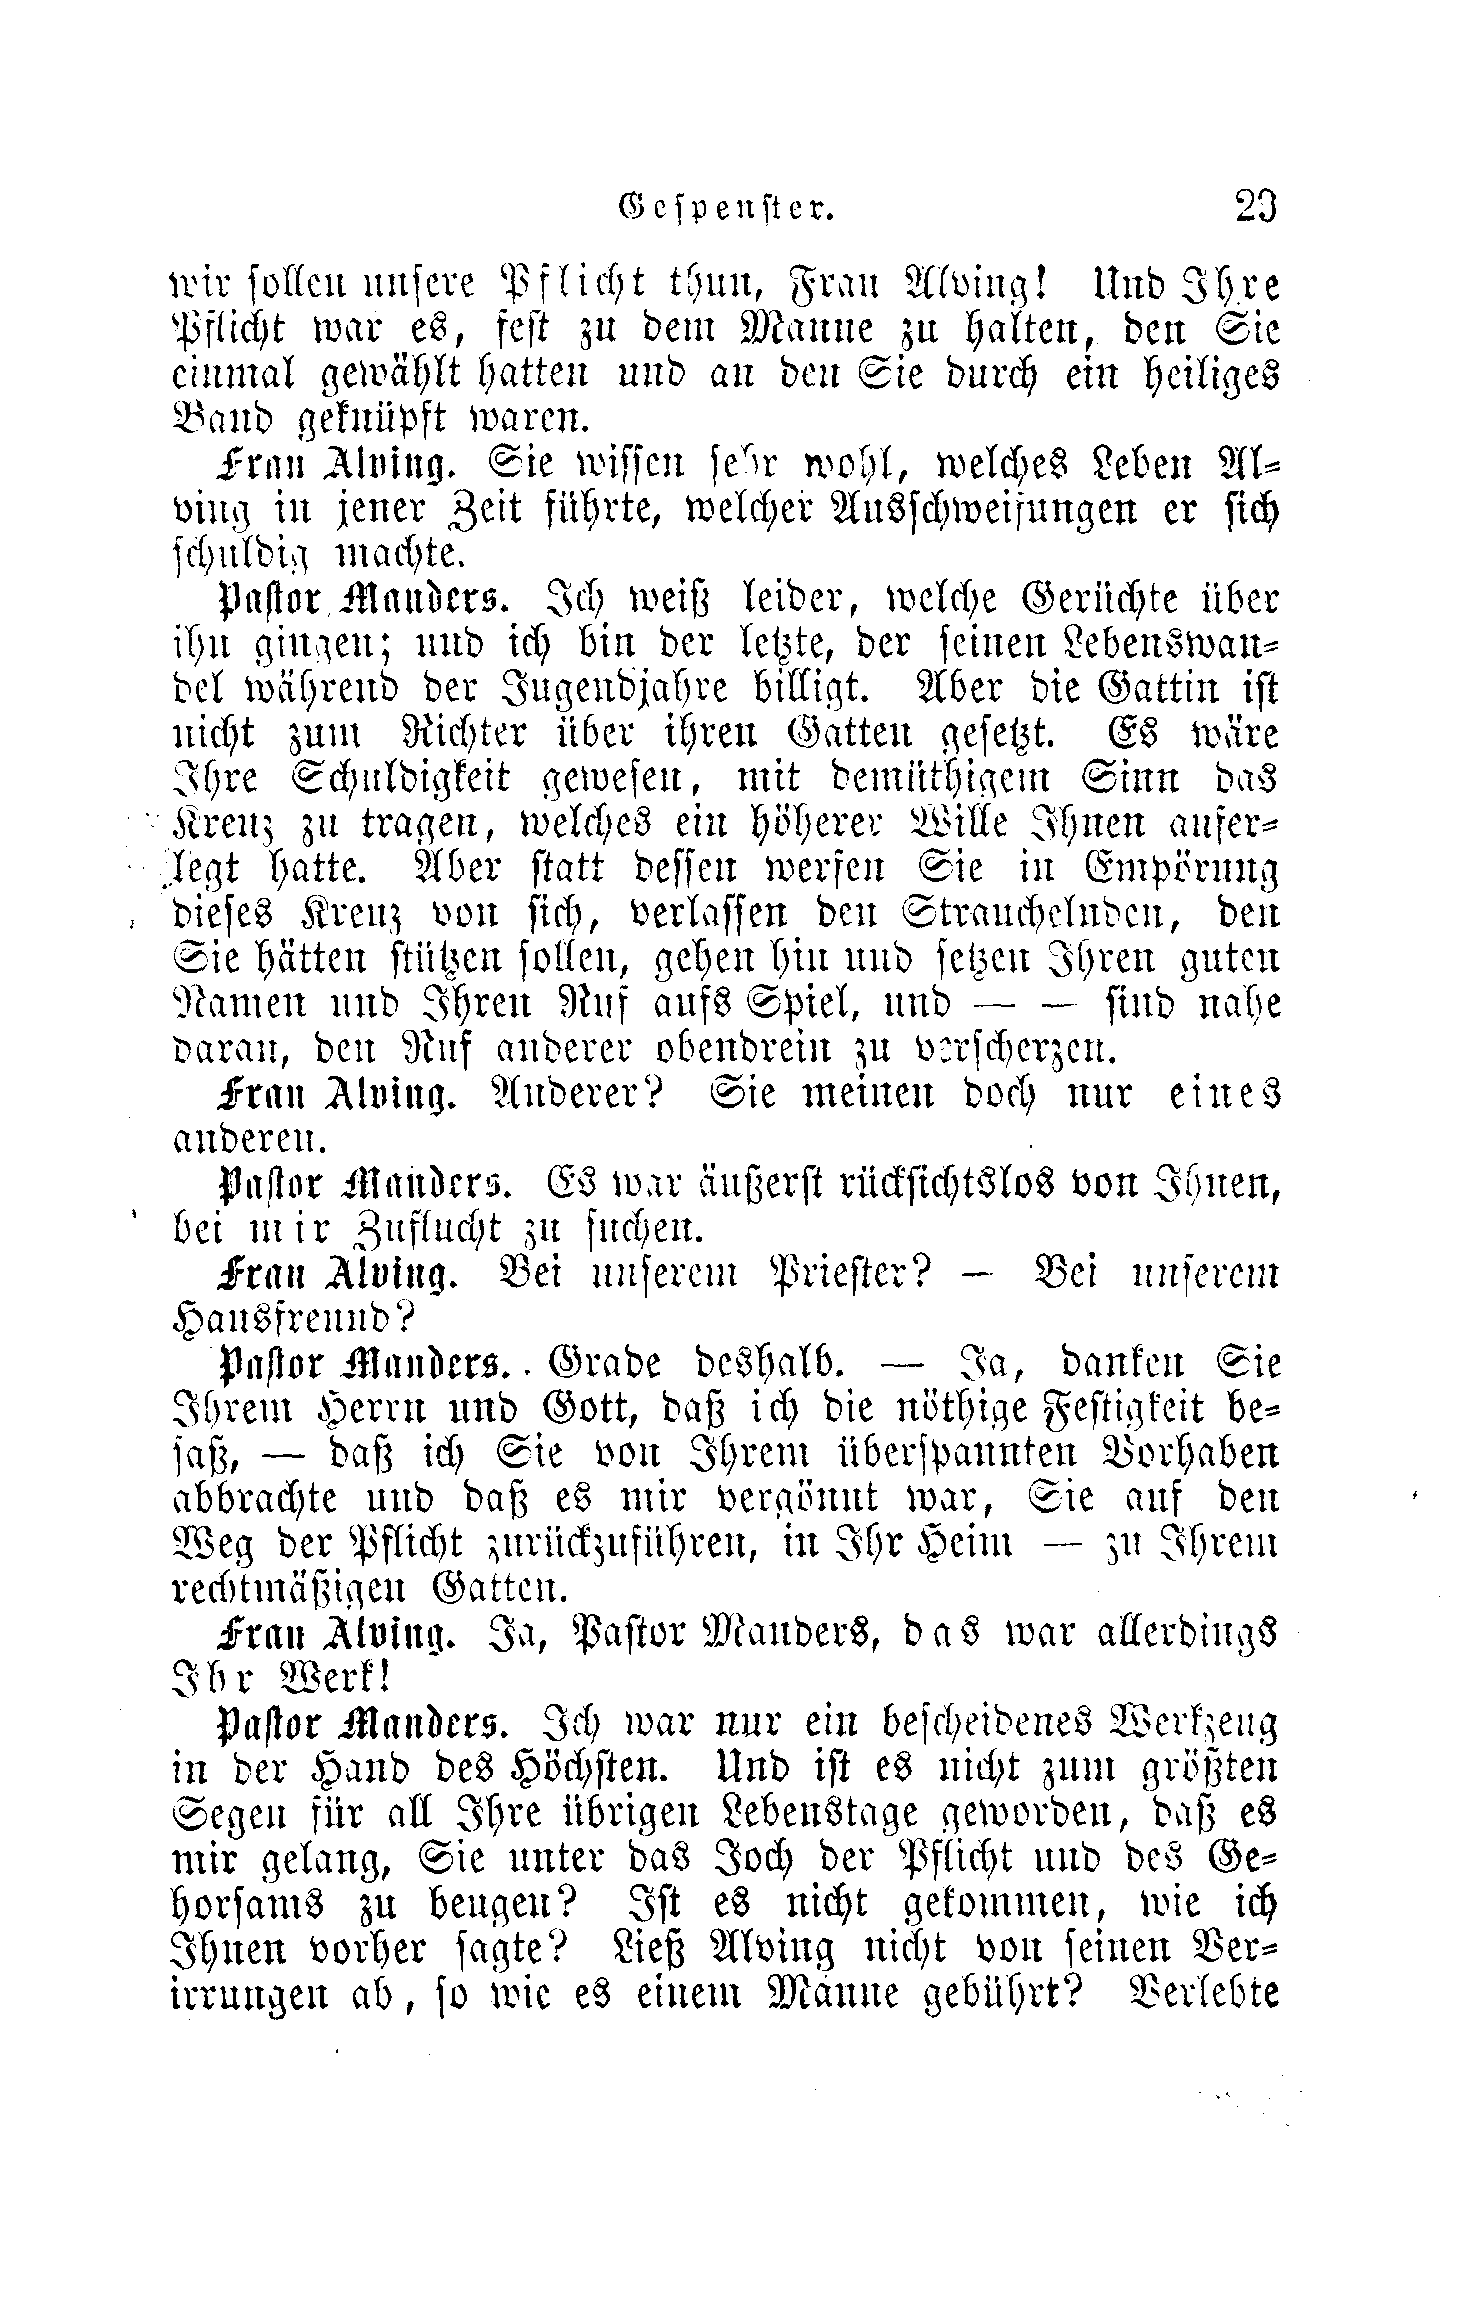 Gespenster. 23
wir sollen unsere Pflicht thun, Frau Alving! Und Ihre
Pflicht war es, fest zu dem Manne zu halten, den Sie
einmal gewählt hatten und an den Sie durch ein heiliges
Band geknüpft waren.
Frau Alving. Sie wissen sehr wohl, welches Leben Al-
ving in jener Zeit führte, welcher Ausschweifungen er sich
schuldig machte.
Pastor Manders. Ich weiß leider, welche Gerüchte über
ihn gingen; und ich bin der letzte, der seinen Lebenswan-
del während der Jugendjahre billigt. Aber die Gattin ist
nicht zum Richter über ihren Gatten gesetzt. Es wäre
Ihre Schuldigkeit gewesen, mit demüthigem Sinn das
Kreuz zu tragen, welches ein höherer Wille Ihnen aufer-
legt hatte. Aber statt dessen werfen Sie in Empörung
dieses Kreuz von sich, verlassen den Strauchelnden, den
Sie hätten stützen sollen, gehen hin und setzen Ihren guten
Namen und Ihren Ruf aufs Spiel, und — — sind nahe
daran, den Ruf anderer obendrein zu verscherzen.
Frau Alving. Anderer? Sie meinen doch nur eines
anderen.
Pastor Manders. Es war äußerst rücksichtslos von Ihnen,
bei mir Zuflucht zu suchen.
Frau Alving. Bei unserem Priester? — Bei unserem
Hausfreund?
Pastor Manders. Grade deshalb. — Ja, danken Sie
Ihrem Herrn und Gott, daß ich die nöthige Festigkeit be-
saß, — daß ich Sie von Ihrem überspannten Vorhaben
abbrachte und daß es mir vergönnt war, Sie auf den
Weg der Pflicht zurückzuführen, in Ihr Heim — zu Ihrem
rechtmäßigen Gatten.
Frau Alving. Ja, Pastor Manders, das war allerdings
Ihr Werk!
Pastor Manders. Ich war nur ein bescheidenes Werkzeug
in der Hand des Höchsten. Und ist es nicht zum größten
Segen für all Ihre übrigen Lebenstage geworden, daß es
mir gelang, Sie unter das Joch der Pflicht und des Ge-
horsams zu beugen? Ist es nicht gekommen, wie ich
Ihnen vorher sagte? Ließ Alving nicht von seinen Ver-
irrungen ab, so wie es einem Manne gebührt? Verlebte